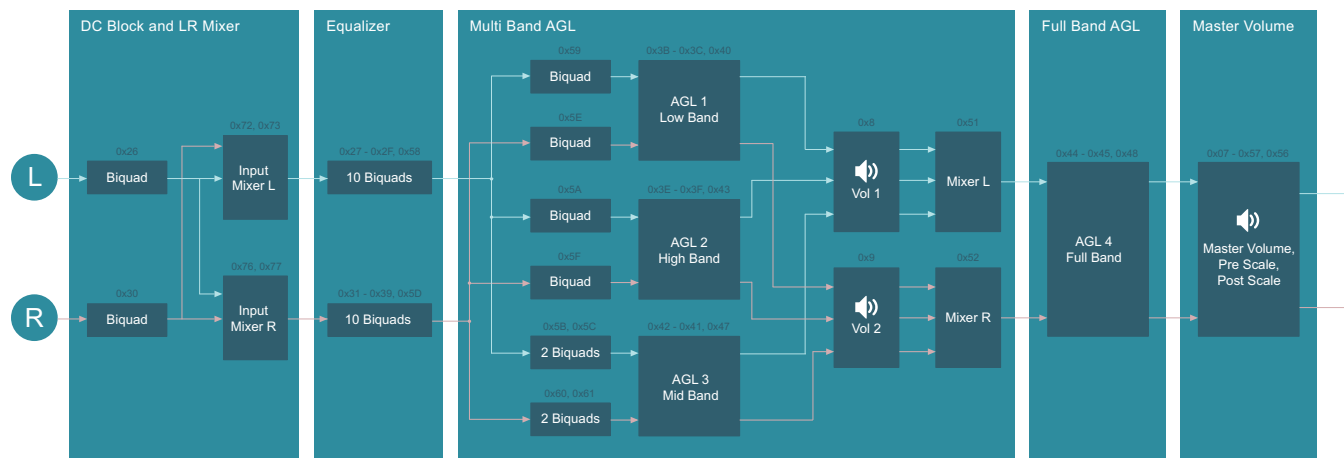 DC Block and LR Mixer
Equalizer
Multi Band AGL
Full Band AGL
Master Volume
0x59
0x3B - 0x3C, 0x40
Biquad
AGL 1
Low Band
0x5E
0x72, 0x73
0x8
0x51
Biquad
0x26
0x27 - 0x2F, 0x58
0x44 - 0x45, 0x48
0x07 - 0x57, 0x56
L
Biquad
Input
Mixer L
10 Biquads
0x5A
0x3E - 0x3F, 0x43
Vol 1
Mixer L
Biquad
AGL 2
High Band
AGL 4
Full Band
Master Volume,
Pre Scale,
Post Scale
0x5F
0x76, 0x77
0x9
0x52
Biquad
0x30
0x31 - 0x39, 0x5D
R
Biquad
Input
Mixer R
10 Biquads
0x5B, 0x5C
0x42 - 0x41, 0x47
Vol 2
Mixer R
2 Biquads
AGL 3
Mid Band
0x60, 0x61
2 Biquads